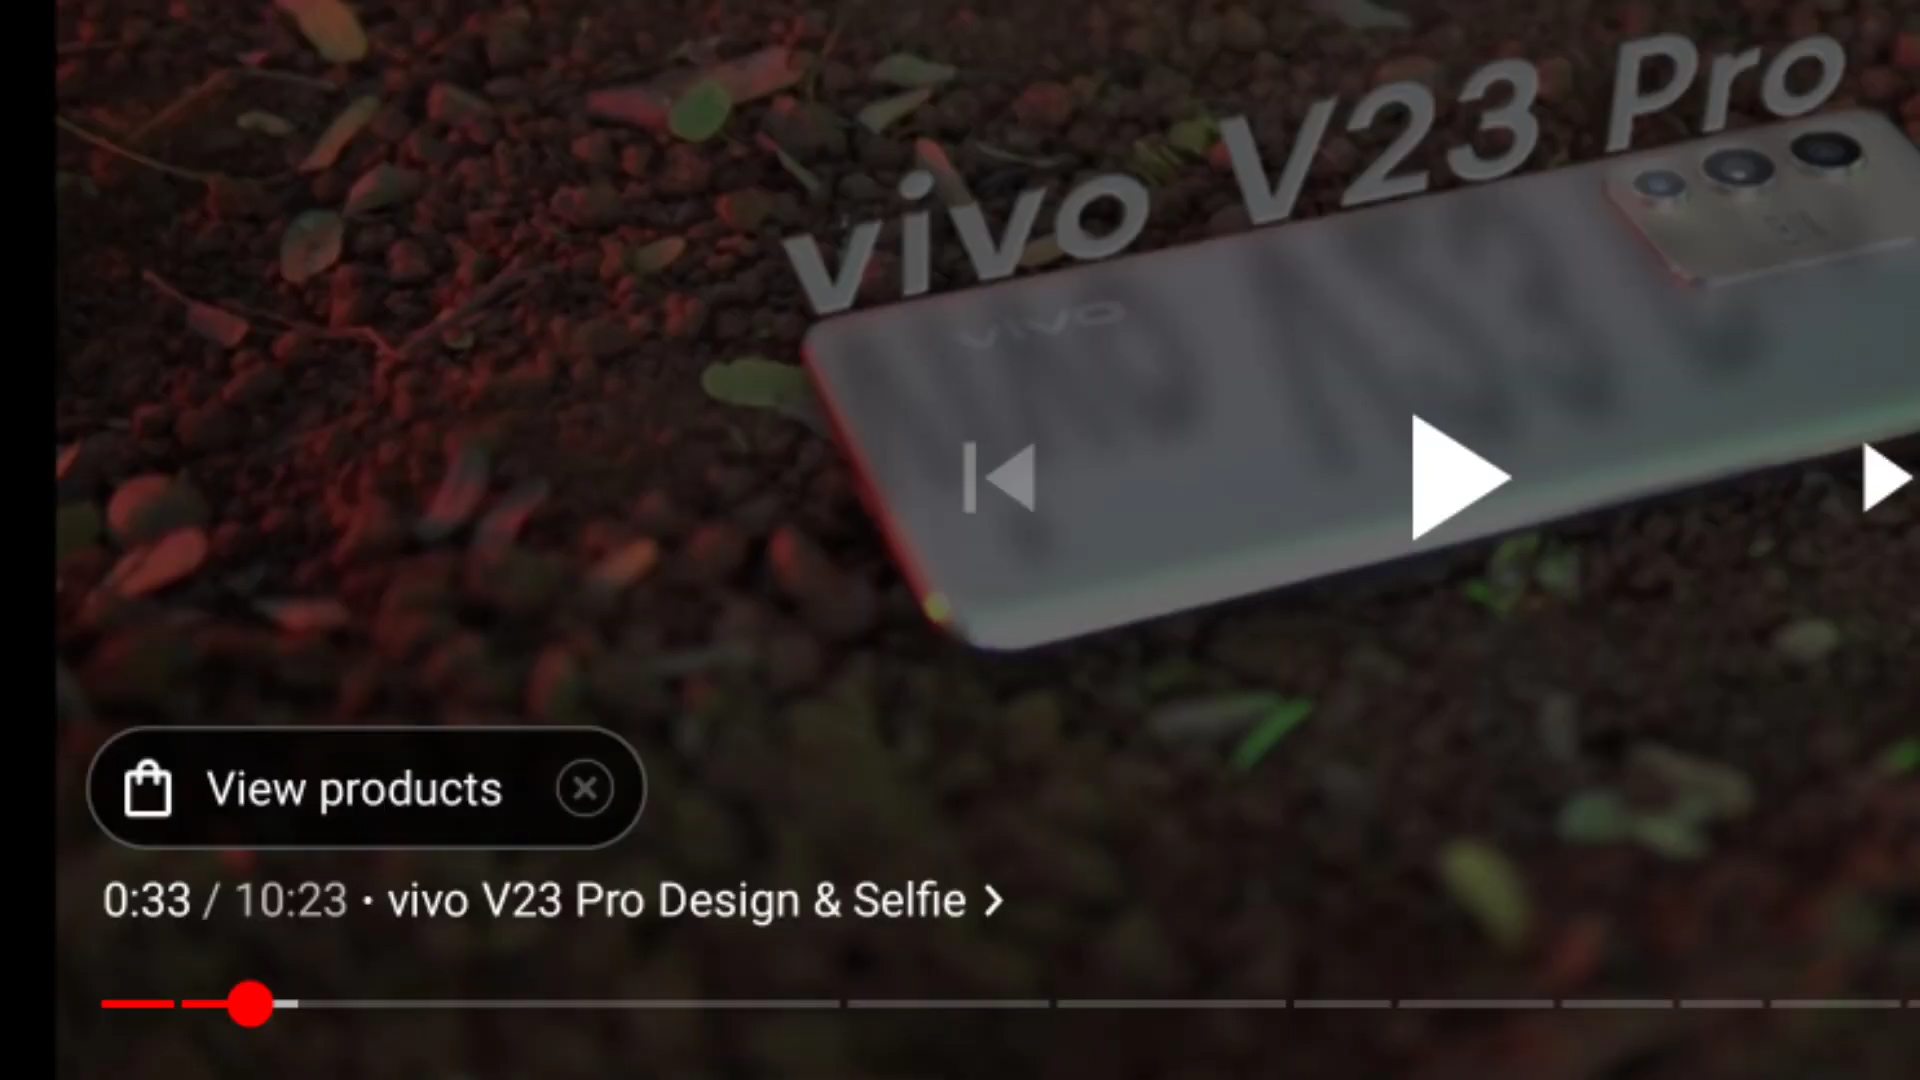 vivo V23 Pro
vivo
View products
0:33 / 10:23 • vivo V23 Pro Design & Selfie